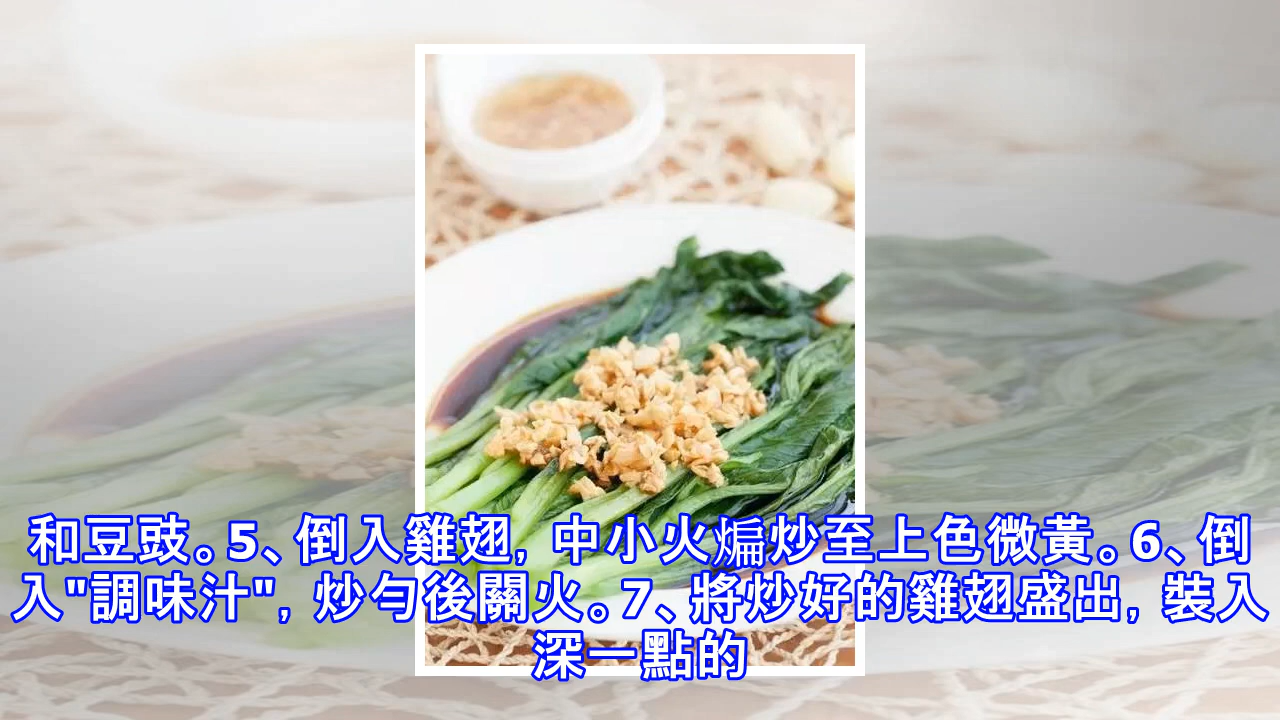 和豆豉。5、倒入雞翅，中小火煸炒至上色微黃。6、倒
入"調味汁"，炒勻後關火。7、將炒好的雞翅盛出，裝入
深一點的